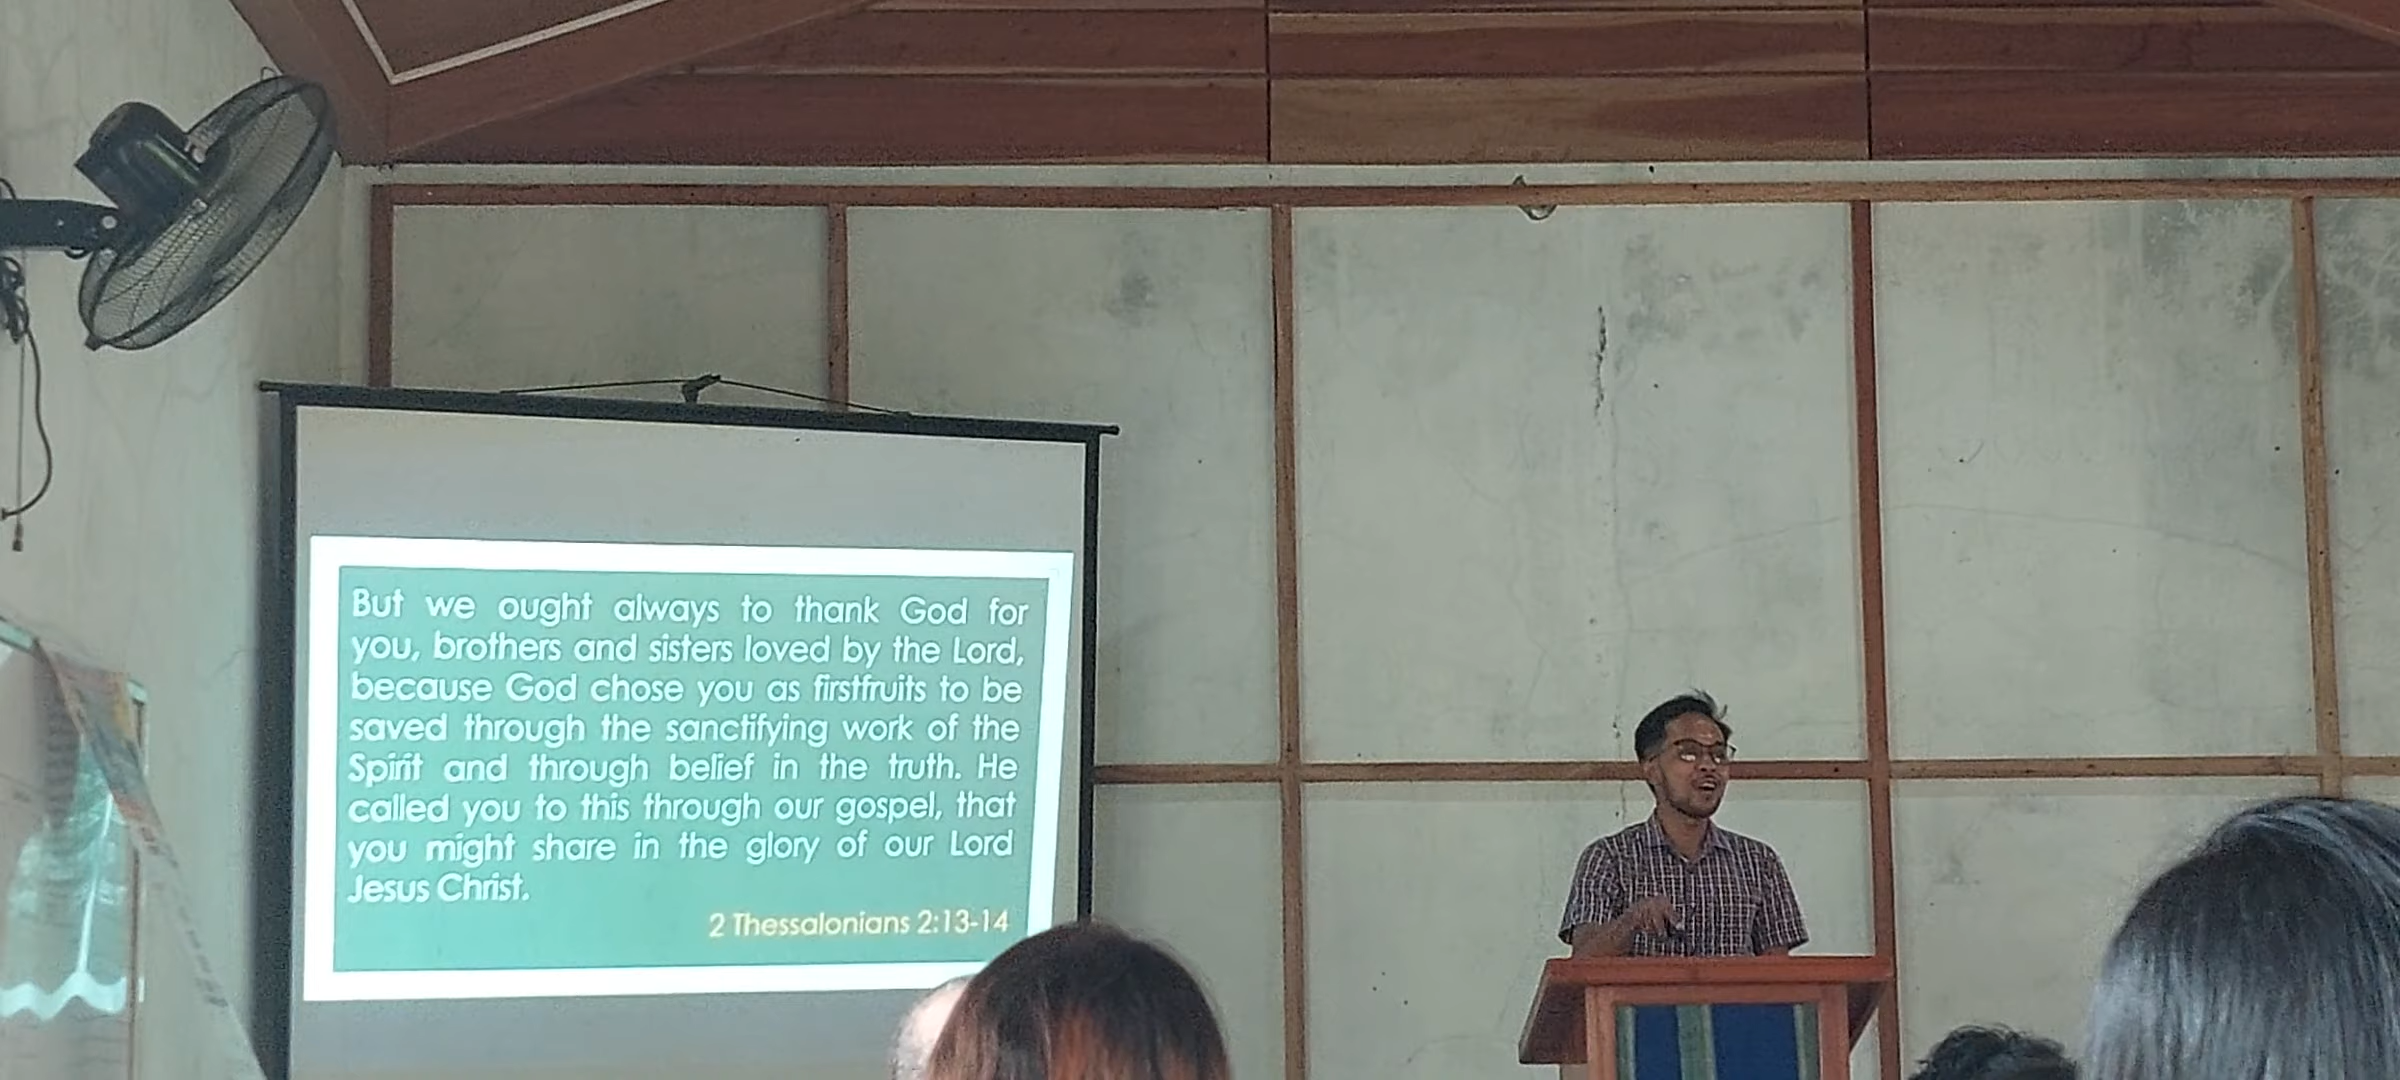 But we ought always to thank God for
you, brothers and sisters loved by the Lord,
because God chose you as firstfruits to be
saved through the sanctifying work of the
Spirit and through belief in the truth. He
called you to this through our gospel, that
you might share in the glory of our Lord
Jesus Christ.
2 Thessalonians 2:13-14